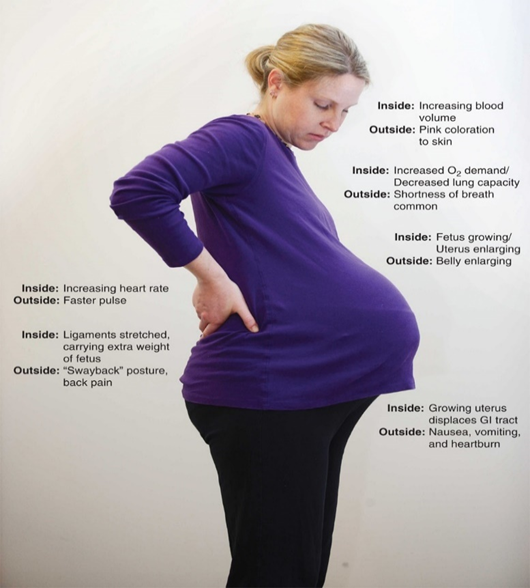 Inside: Increasing blood
volume
Outside: Pink coloration
to skin
Inside: Increased O₂ demand/
Decreased lung capacity
Outside: Shortness of breath
common
Inside: Fetus growing/
Uterus enlarging
Outside: Belly enlarging
Inside: Increasing heart rate
Outside: Faster pulse
Inside: Ligaments stretched,
carrying extra weight
of fetus
Outside: “Swayback” posture,
back pain
Inside: Growing uterus
displaces GI tract
Outside: Nausea, vomiting,
and heartburn